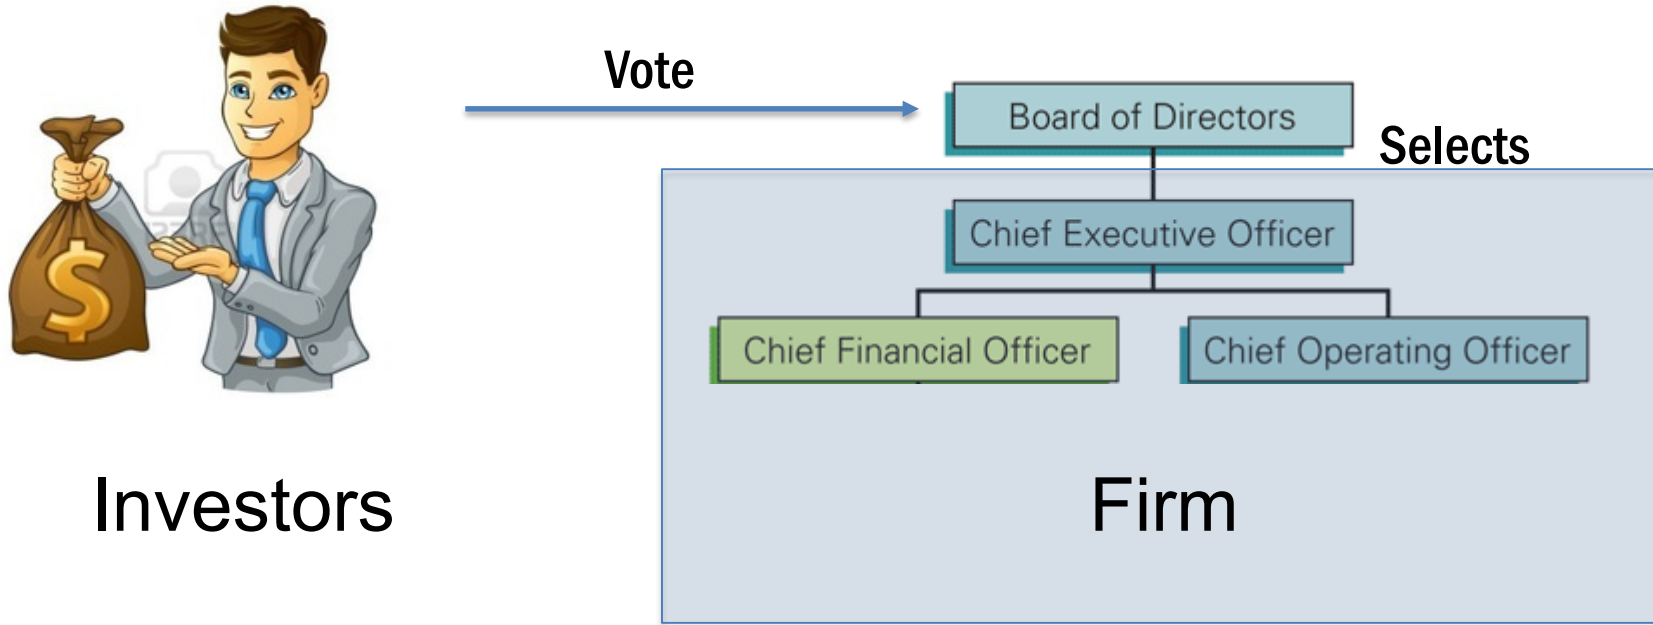 Vote
Board of Directors
Selects
Chief Executive Officer
$
Chief Financial Officer
Chief Operating Officer
Investors
Firm